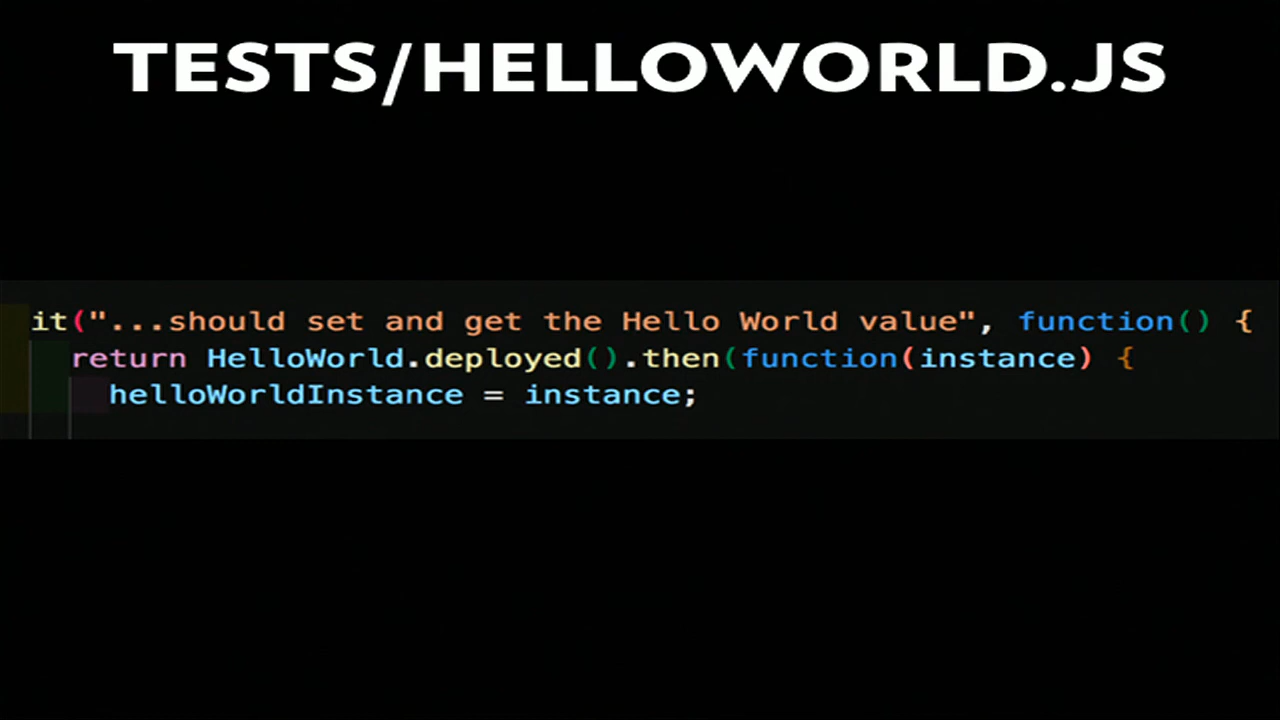 TESTS/HELLOWORLD.JS
it("...should set and get the Hello World value", function() {
return HelloWorld.deployed().then(function(instance) {
helloWorldInstance = instance;